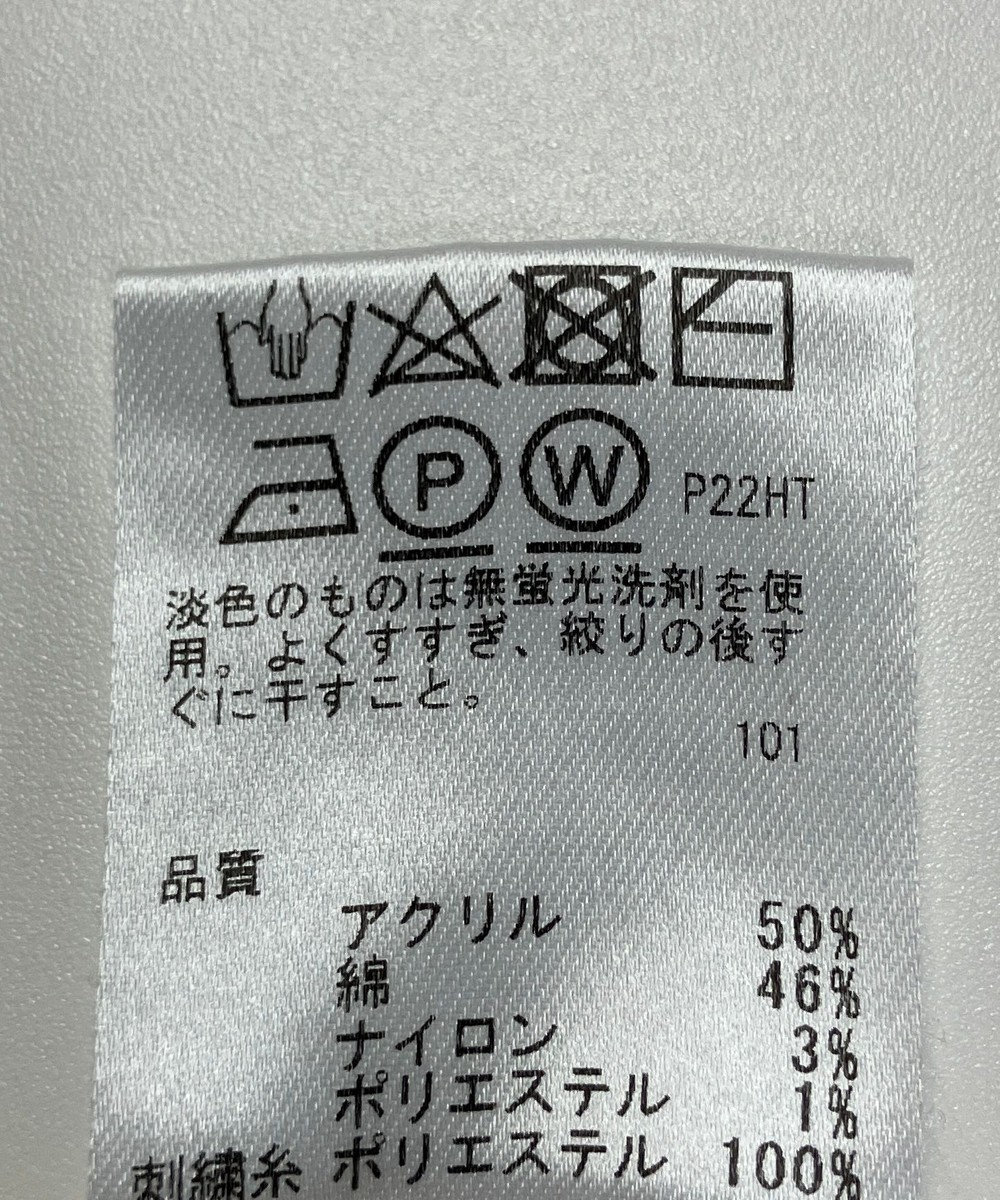 P W P22HT
淡色のものは無蛍光洗剤を使
用。よくすすぎ、絞りの後す
ぐに干すこと。
101
品質
アクリル 50%
綿 46%
ナイロン 3%
ポリエステル 1%
刺繍糸 ポリエステル 100%